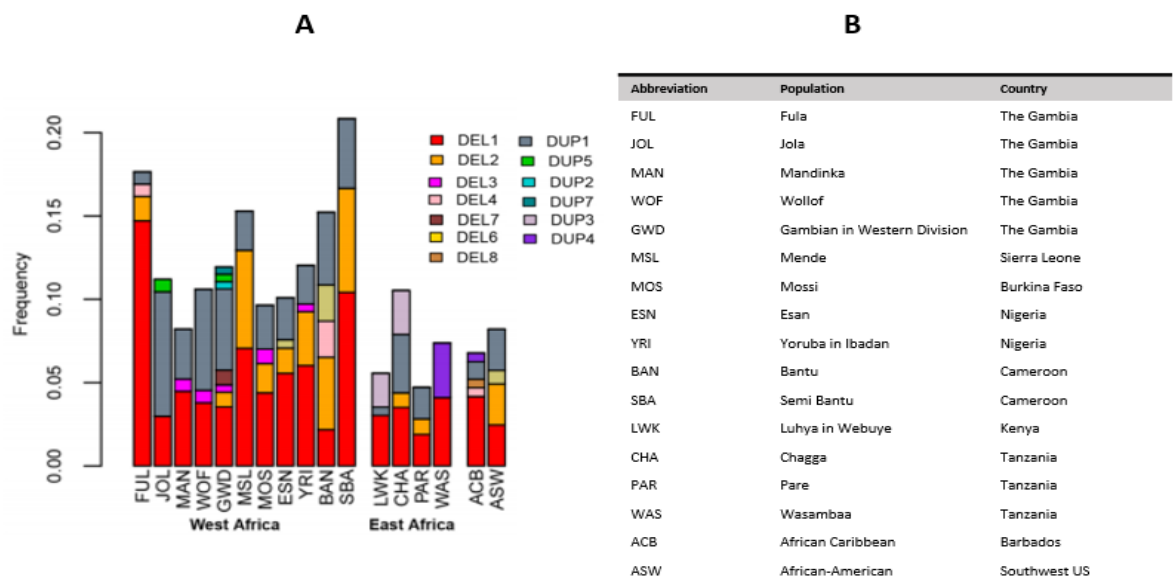 A
B
0.20
0.15
0.10
0.05
0.00
Frequency
DEL1
DEL2
DEL3
DEL4
DEL7
DEL6
DEL8
DUP1
DUP5
DUP2
DUP7
DUP3
DUP4
FUL
JOL
MAN
WOF
GWD
MSL
MOS
ESN
YRI
BAN
SBA
LWK
CHA
PAR
WAS
ACB
ASW
West Africa
East Africa
Abbreviation Population Country
FUL Fula The Gambia
JOL Jola The Gambia
MAN Mandinka The Gambia
WOF Wollof The Gambia
GWD Gambian in Western Division The Gambia
MSL Mende Sierra Leone
MOS Mossi Burkina Faso
ESN Esan Nigeria
YRI Yoruba in Ibadan Nigeria
BAN Bantu Cameroon
SBA Semi Bantu Cameroon
LWK Luhya in Webuye Kenya
CHA Chagga Tanzania
PAR Pare Tanzania
WAS Wasambaa Tanzania
ACB African Caribbean Barbados
ASW African-American Southwest US